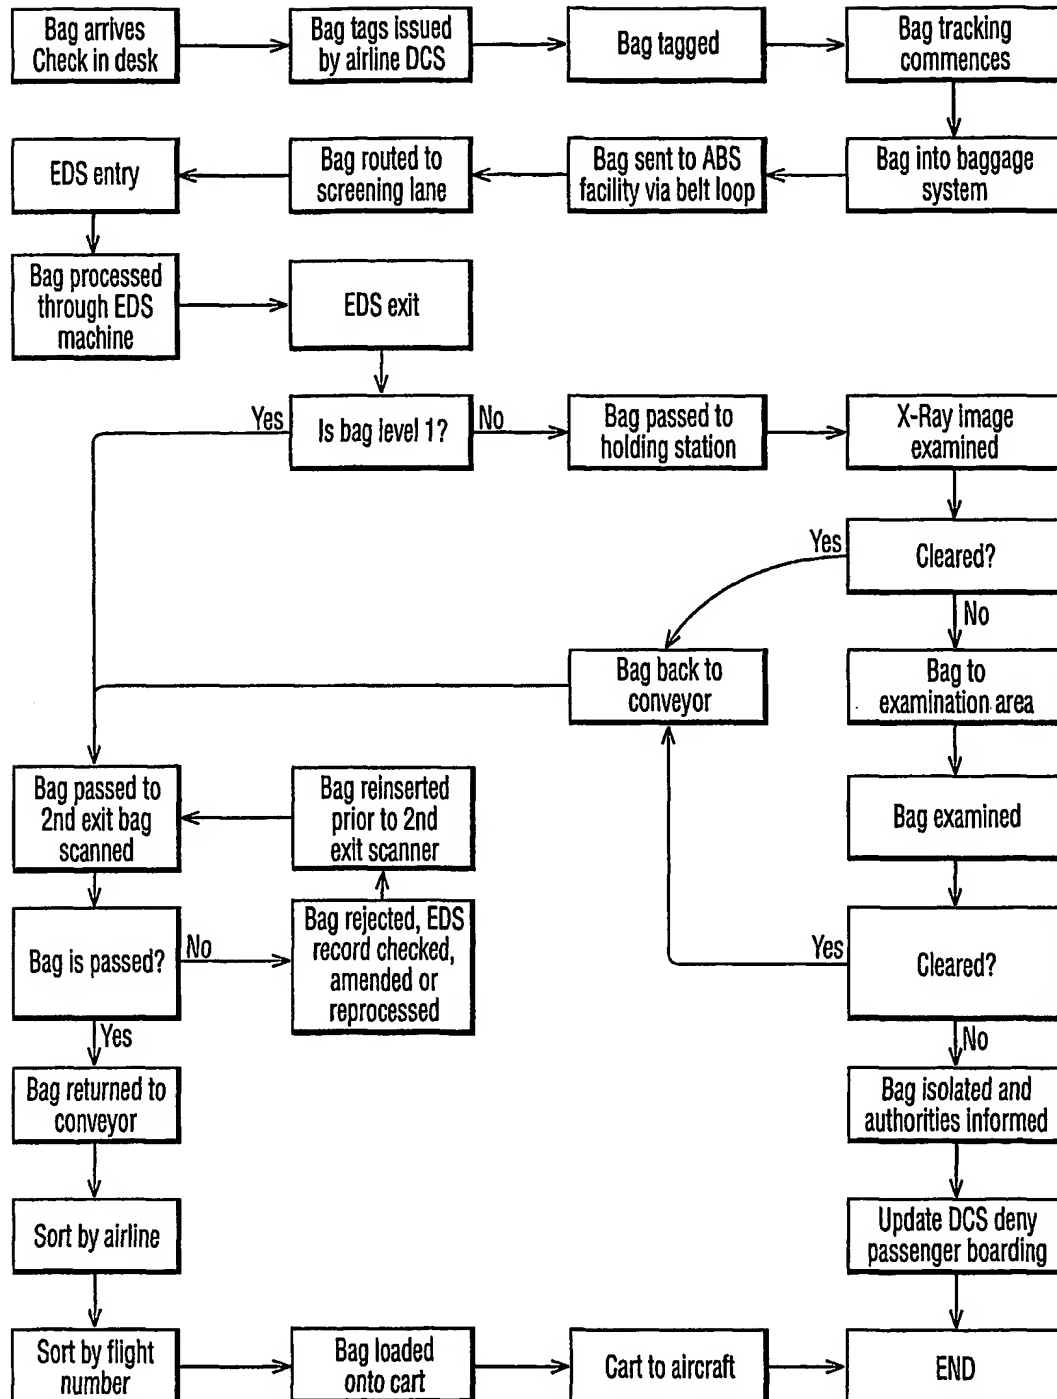 Bag arrives
Check in desk
Bag tags issued
by airline DCS
Bag tagged
Bag tracking
commences
EDS entry
Bag routed to
screening lane
Bag sent to ABS
facility via belt loop
Bag into baggage
system
Bag processed
through EDS
machine
EDS exit
Yes
Is bag level 1?
No
Bag passed to
holding station
X-Ray image
examined
Yes
Cleared?
No
Bag back to
conveyor
Bag to
examination area
Bag passed to
2nd exit bag
scanned
Bag reinserted
prior to 2nd
exit scanner
Bag examined
Bag is passed?
No
Bag rejected, EDS
record checked,
amended or
reprocessed
Yes
Cleared?
Yes
No
Bag returned to
conveyor
Bag isolated and
authorities informed
Sort by airline
Update DCS deny
passenger boarding
Sort by flight
number
Bag loaded
onto cart
Cart to aircraft
END